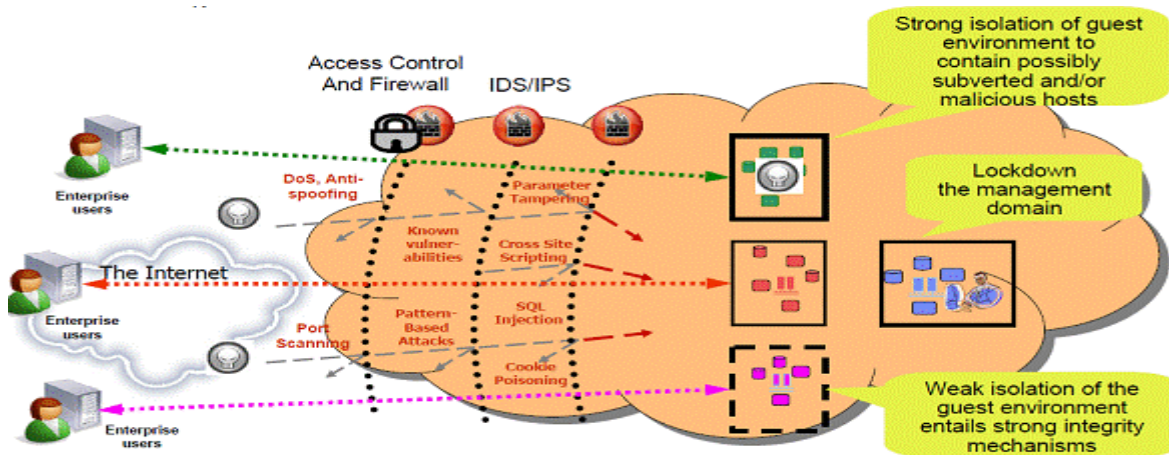 Strong isolation of guest
environment to
contain possibly
subverted and/or
malicious hosts
Access Control
And Firewall
IDS/IPS
Enterprise
users
DoS, Anti-
spoofing
Parameter
Tampering
Lockdown
the management
domain
Known
vulner-
abilities
Cross Site
Scripting
The Internet
Enterprise
users
Port
Scanning
Pattern-
Based
Attacks
SQL
Injection
Cookie
Poisoning
Enterprise
users
Weak isolation of the
guest environment
entails strong integrity
mechanisms